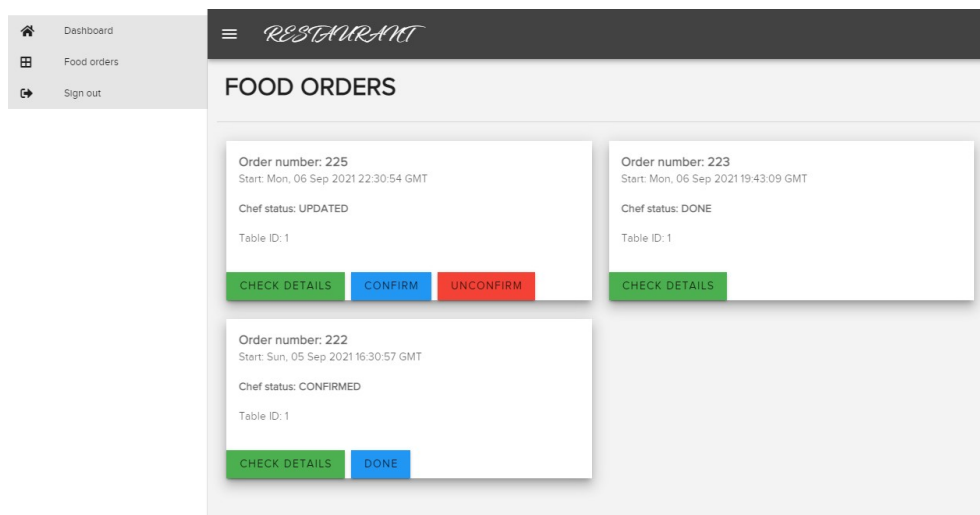 Dashboard
Food orders
Sign out
RESTAURANT
FOOD ORDERS
Order number: 225
Start: Mon, 06 Sep 2021 22:30:54 GMT
Chef status: UPDATED
Table ID: 1
CHECK DETAILS CONFIRM UNCONFIRM
Order number: 223
Start: Mon, 06 Sep 2021 19:43:09 GMT
Chef status: DONE
Table ID: 1
CHECK DETAILS
Order number: 222
Start: Sun, 05 Sep 2021 16:30:57 GMT
Chef status: CONFIRMED
Table ID: 1
CHECK DETAILS DONE